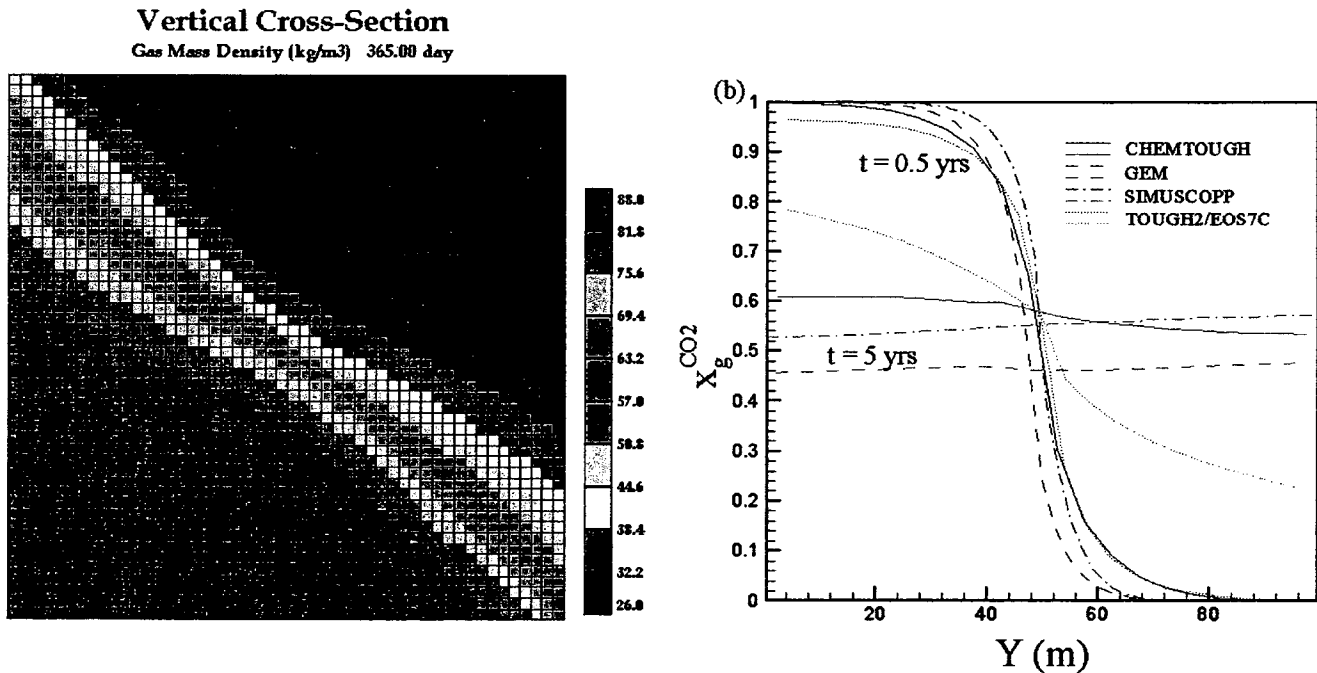 Vertical Cross-Section
Gas Mass Density (kg/m3) 365.00 day
88.0
81.8
75.6
69.4
63.2
57.0
50.8
44.6
38.4
32.2
26.0
(b)
1
0.9
0.8
0.7
0.6
0.5
0.4
0.3
0.2
0.1
0
x_g^CO2
t = 0.5 yrs
t = 5 yrs
CHEMTOUGH
GEM
SIMUSCOPP
TOUGH2/EOS7C
20
40
60
80
Y (m)